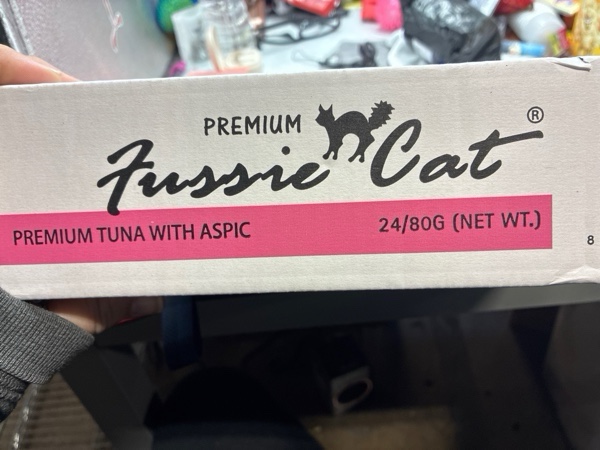 PREMIUM
Fussie Cat ®
PREMIUM TUNA WITH ASPIC 24/80G (NET WT.)
8